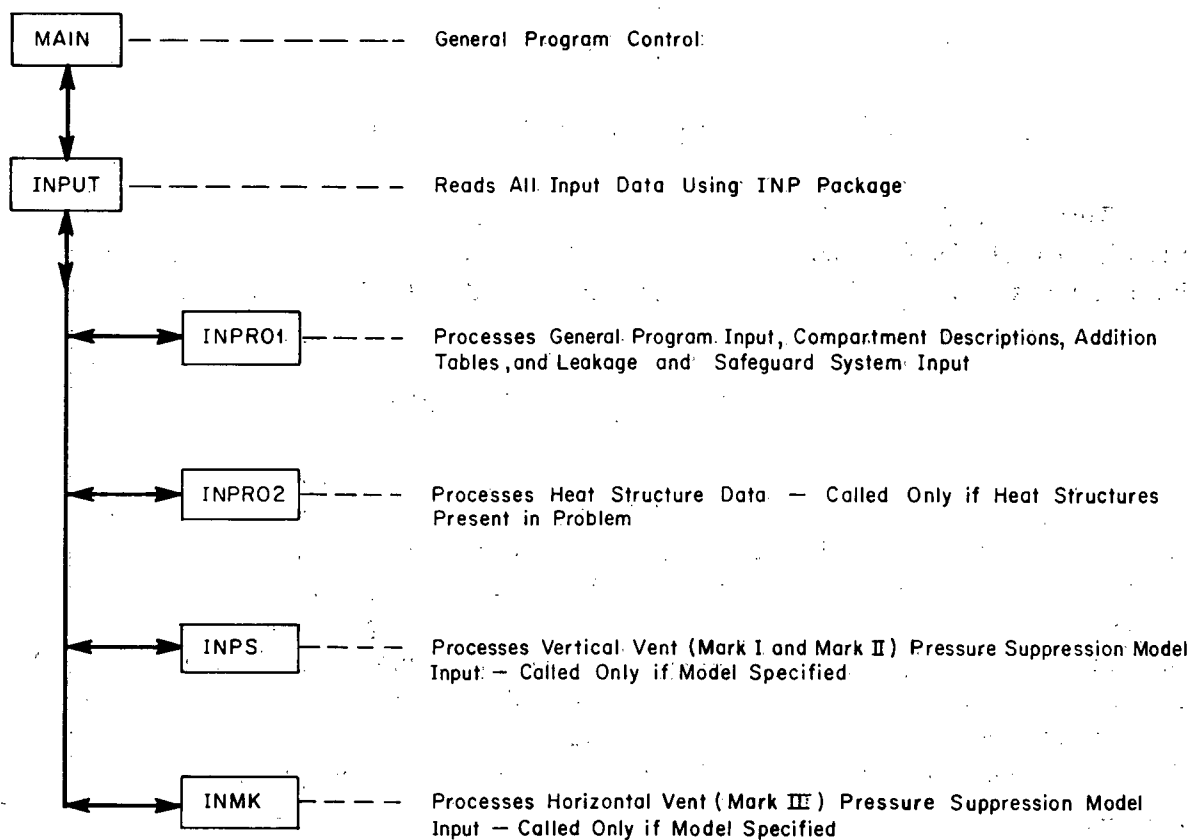 MAIN
General Program Control
INPUT
Reads All Input Data Using INP Package
INPRO1
Processes General Program Input, Compartment Descriptions, Addition
Tables, and Leakage and Safeguard System Input
INPRO2
Processes Heat Structure Data — Called Only if Heat Structures
Present in Problem
INPS
Processes Vertical Vent (Mark I and Mark II) Pressure Suppression Model
Input — Called Only if Model Specified
INMK
Processes Horizontal Vent (Mark III) Pressure Suppression Model
Input — Called Only if Model Specified